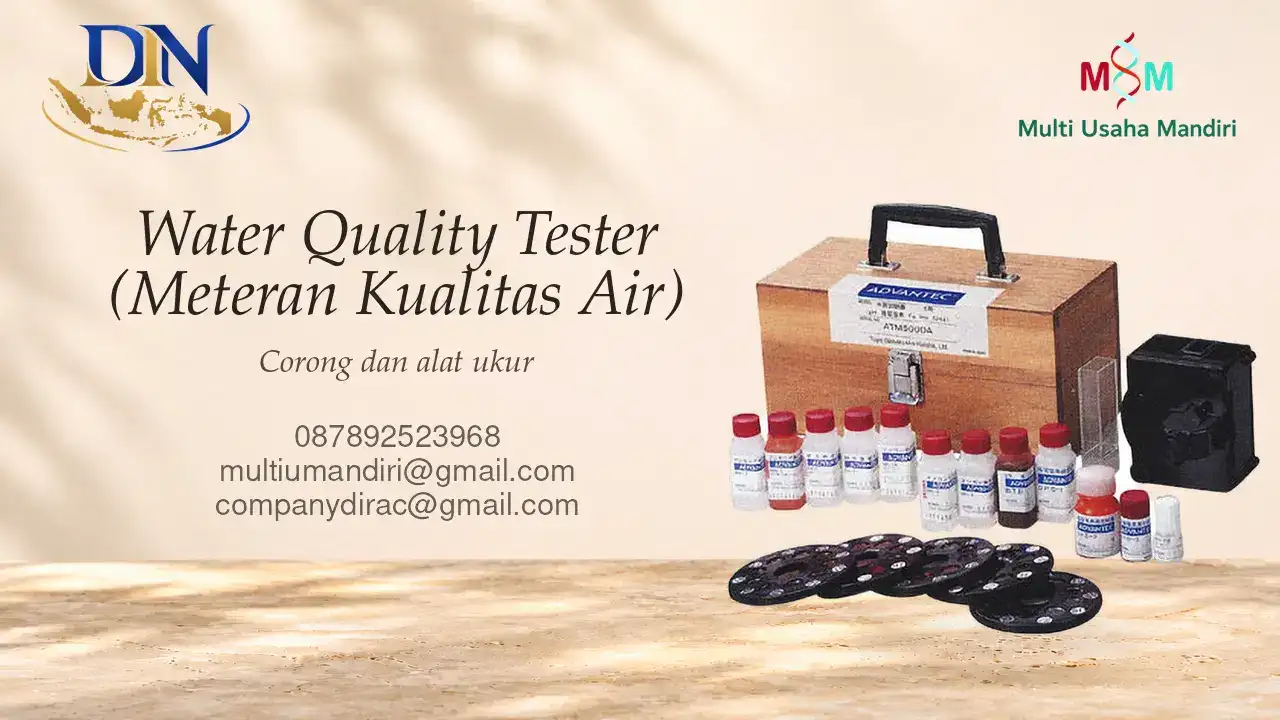 DIN
MSM
Multi Usaha Mandiri
Water Quality Tester
(Meteran Kualitas Air)
Corong dan alat ukur
087892523968
multiumandiri@gmail.com
companydirac@gmail.com
ADVANTEC
ATM5000A